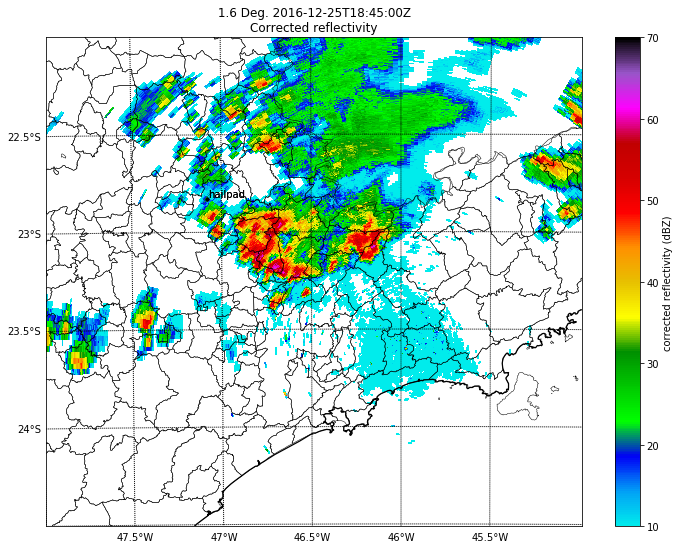 1.6 Deg. 2016-12-25T18:45:00Z
Corrected reflectivity
70
60
50
40
30
20
10
corrected reflectivity (dBZ)
22.5°S
hailpad
23°S
23.5°S
24°S
47.5°W
47°W
46.5°W
46°W
45.5°W